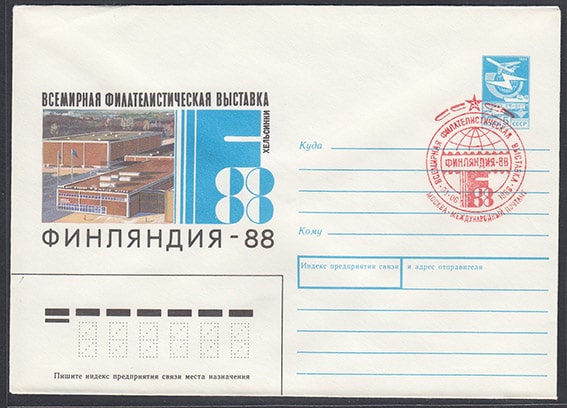 ВСЕМИРНАЯ ФИЛАТЕЛИСТИЧЕСКАЯ ВЫСТАВКА
ХЕЛЬСИНКИ
88
ФИНЛЯНДИЯ - 88
СССР
ВСЕМИРНАЯ ФИЛАТЕЛИСТИЧЕСКАЯ ВЫСТАВКА
ФИНЛЯНДИЯ-88
88
МОСКВА-МЕЖДУНАРОДНЫЙ ПОЧТАМТ
Куда
Кому
Индекс предприятия связи и адрес отправителя
Пишите индекс предприятия связи места назначения